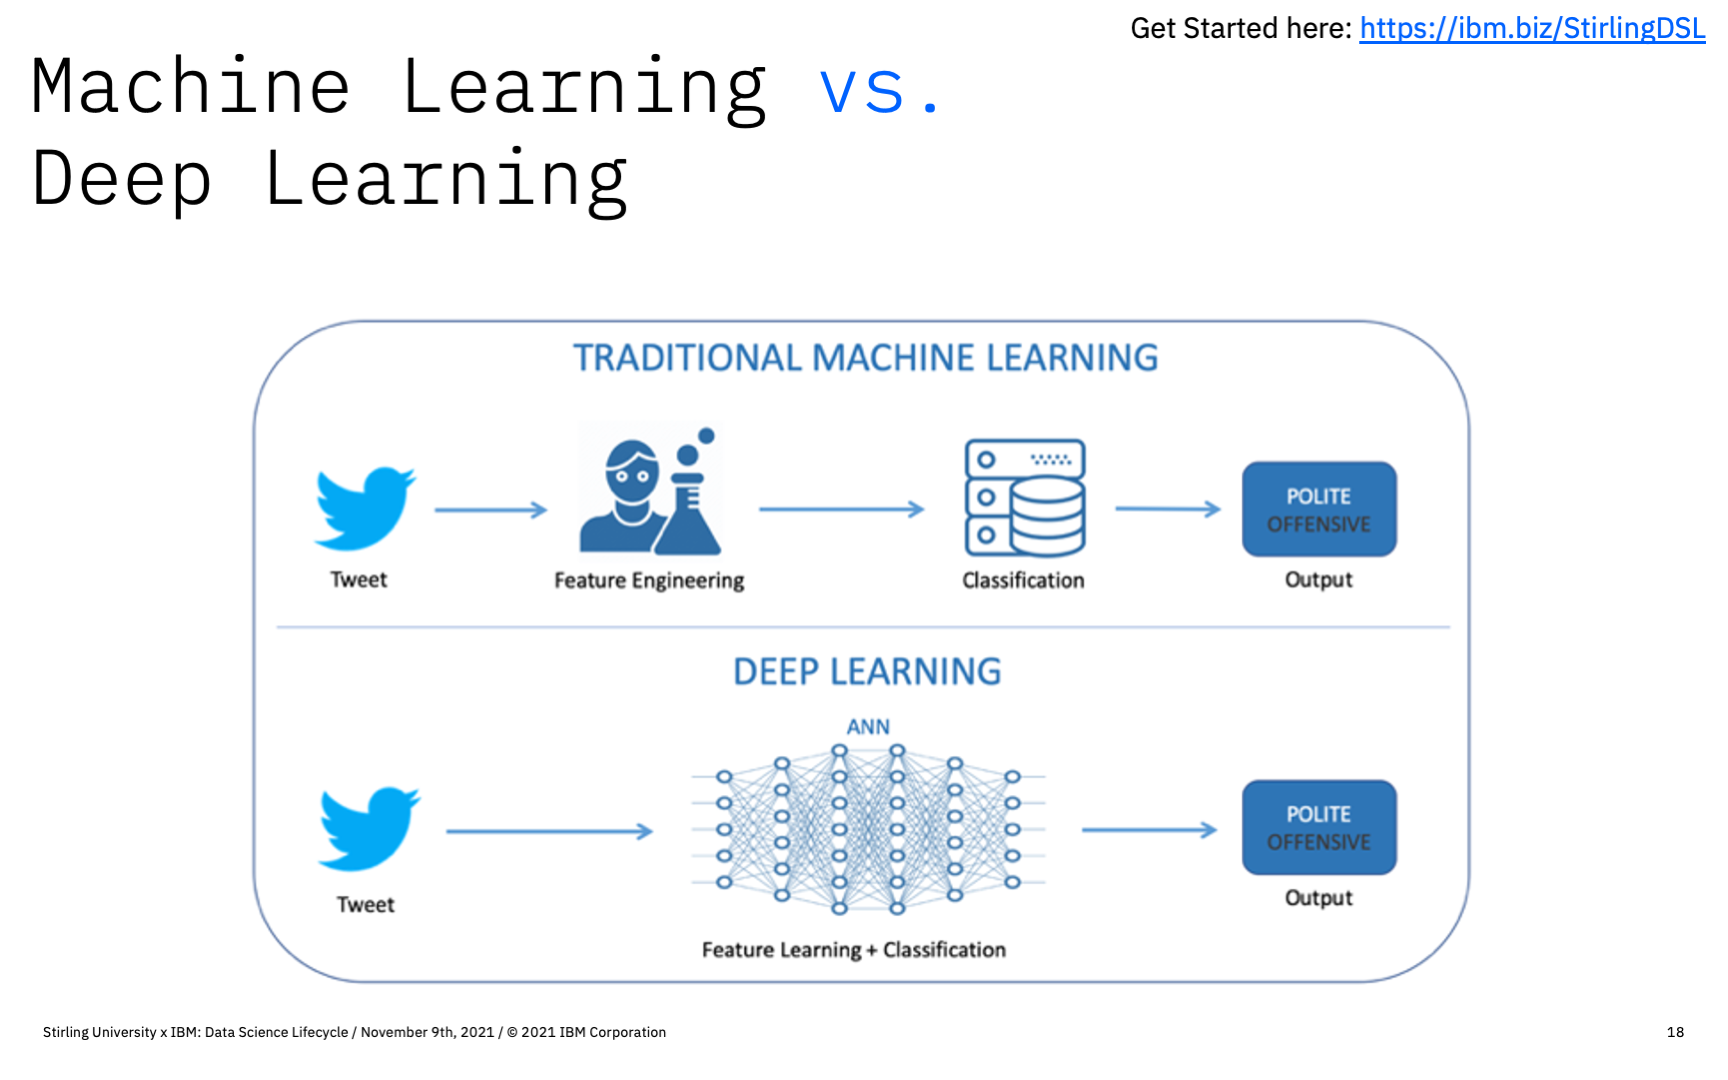 Get Started here: https://ibm.biz/StirlingDSL
Machine Learning vs.
Deep Learning
TRADITIONAL MACHINE LEARNING
Tweet
Feature Engineering
Classification
POLITE
OFFENSIVE
Output
DEEP LEARNING
ANN
Tweet
Feature Learning + Classification
POLITE
OFFENSIVE
Output
Stirling University x IBM: Data Science Lifecycle / November 9th, 2021 / © 2021 IBM Corporation
18